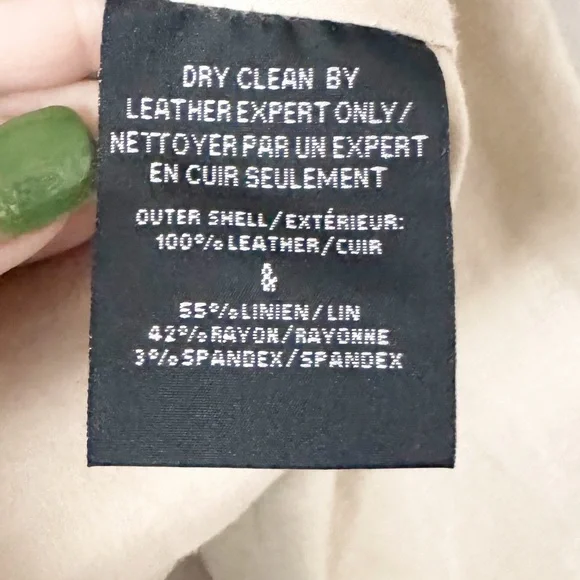 DRY CLEAN BY
LEATHER EXPERT ONLY/
NETTOYER PAR UN EXPERT
EN CUIR SEULEMENT
OUTER SHELL/EXTÉRIEUR:
100% LEATHER/CUIR
&
55% LINIEN/LIN
42% RAYON/RAYONNE
3% SPANDEX/SPANDEX